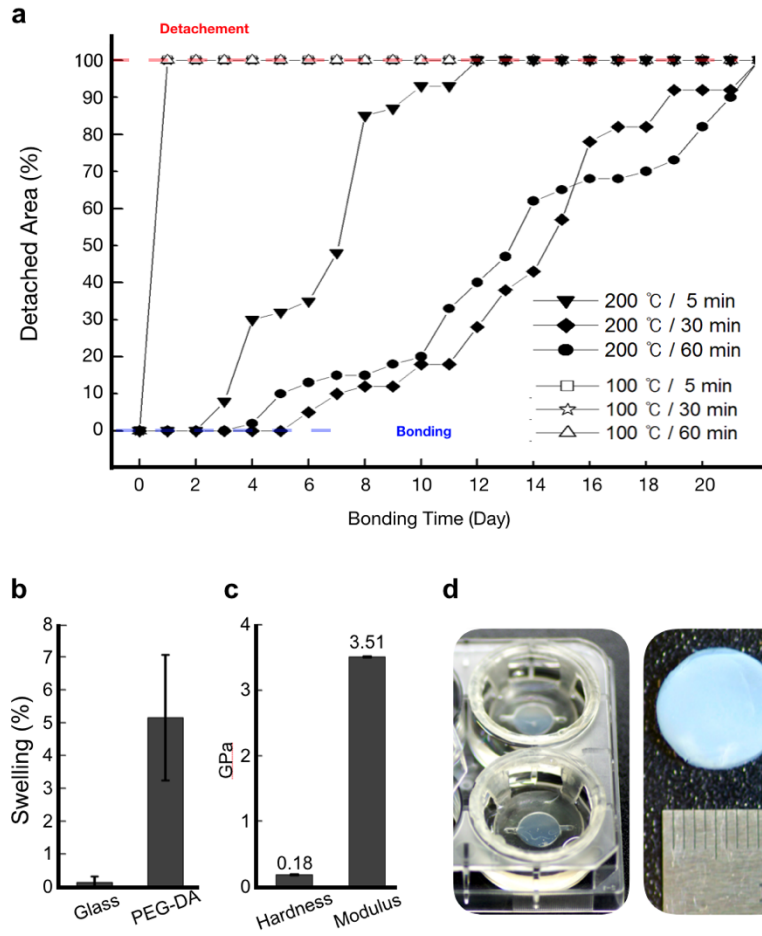 a
Detachement
100
90
80
70
60
50
40
30
20
10
0
Detached Area (%)
200 ℃ / 5 min
200 ℃ / 30 min
200 ℃ / 60 min
100 ℃ / 5 min
100 ℃ / 30 min
100 ℃ / 60 min
Bonding
0 2 4 6 8 10 12 14 16 18 20
Bonding Time (Day)
b
8
7
6
5
4
3
2
1
0
Swelling (%)
Glass PEG-DA
c
4
3
2
1
0
GPa
3.51
0.18
Hardness Modulus
d